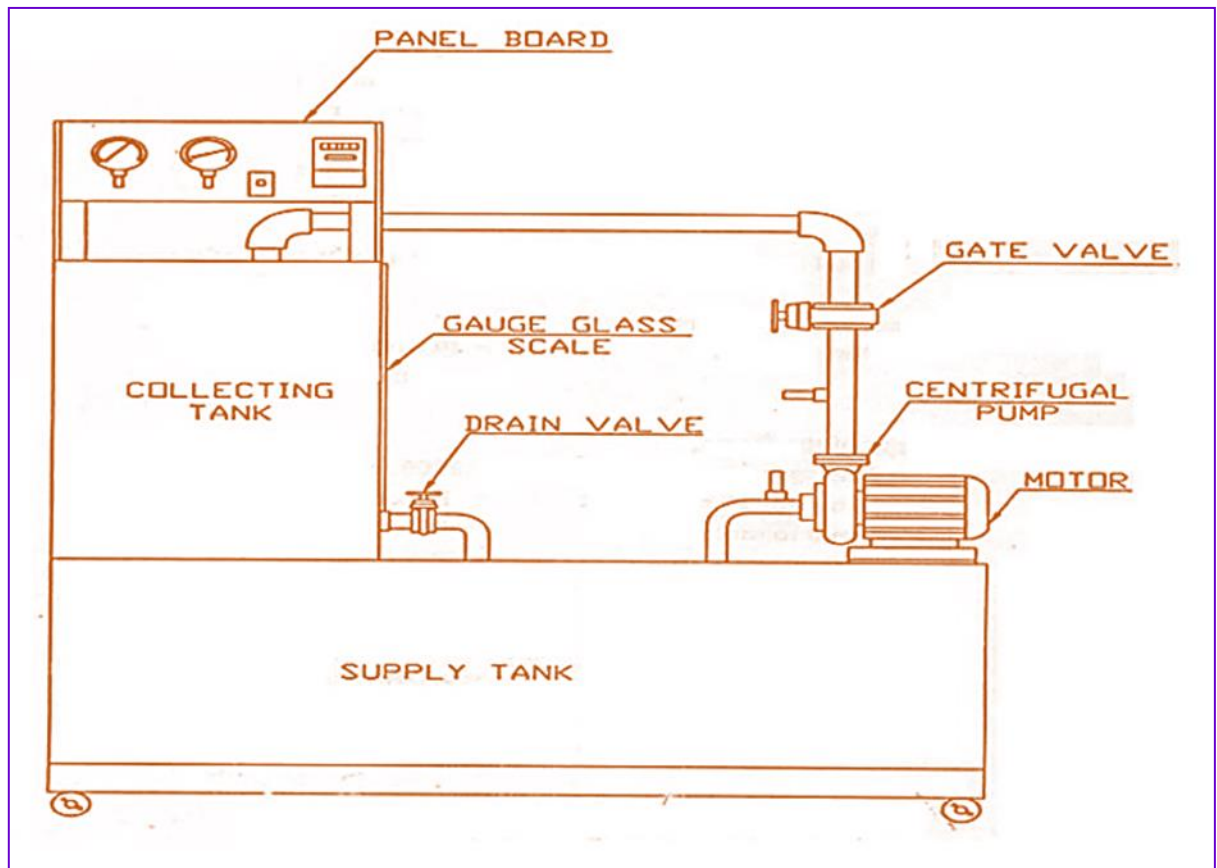 PANEL BOARD
GATE VALVE
GAUGE GLASS
SCALE
COLLECTING
TANK
CENTRIFUGAL
PUMP
DRAIN VALVE
MOTOR
SUPPLY TANK